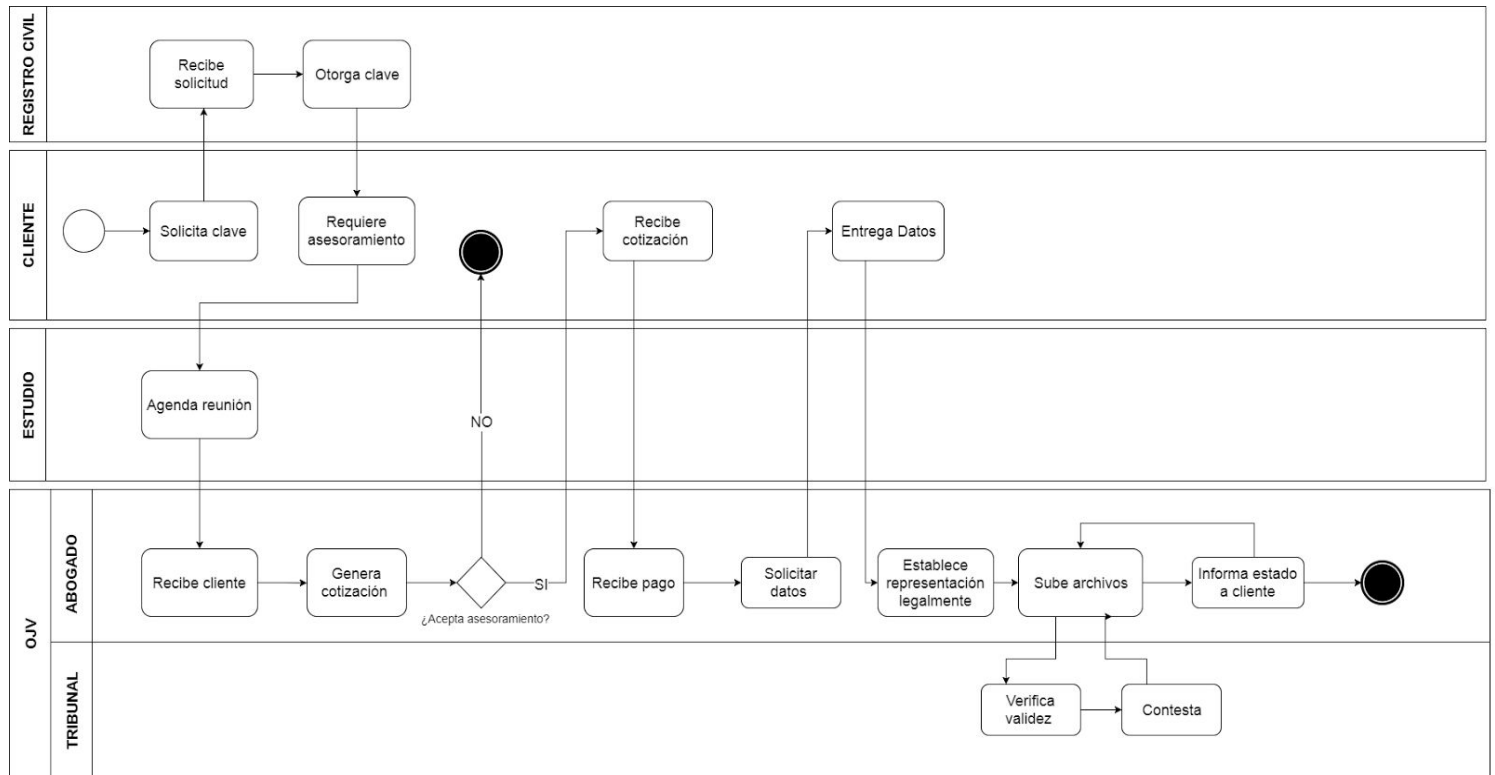 REGISTRO CIVIL
Recibe
solicitud
Otorga clave
CLIENTE
Solicita clave
Requiere
asesoramiento
Recibe
cotización
Entrega Datos
ESTUDIO
Agenda reunión
NO
OJV
ABOGADO
Recibe cliente
Genera
cotización
¿Acepta asesoramiento?
SI
Recibe pago
Solicitar
datos
Establece
representación
legalmente
Sube archivos
Informa estado
a cliente
TRIBUNAL
Verifica
validez
Contesta